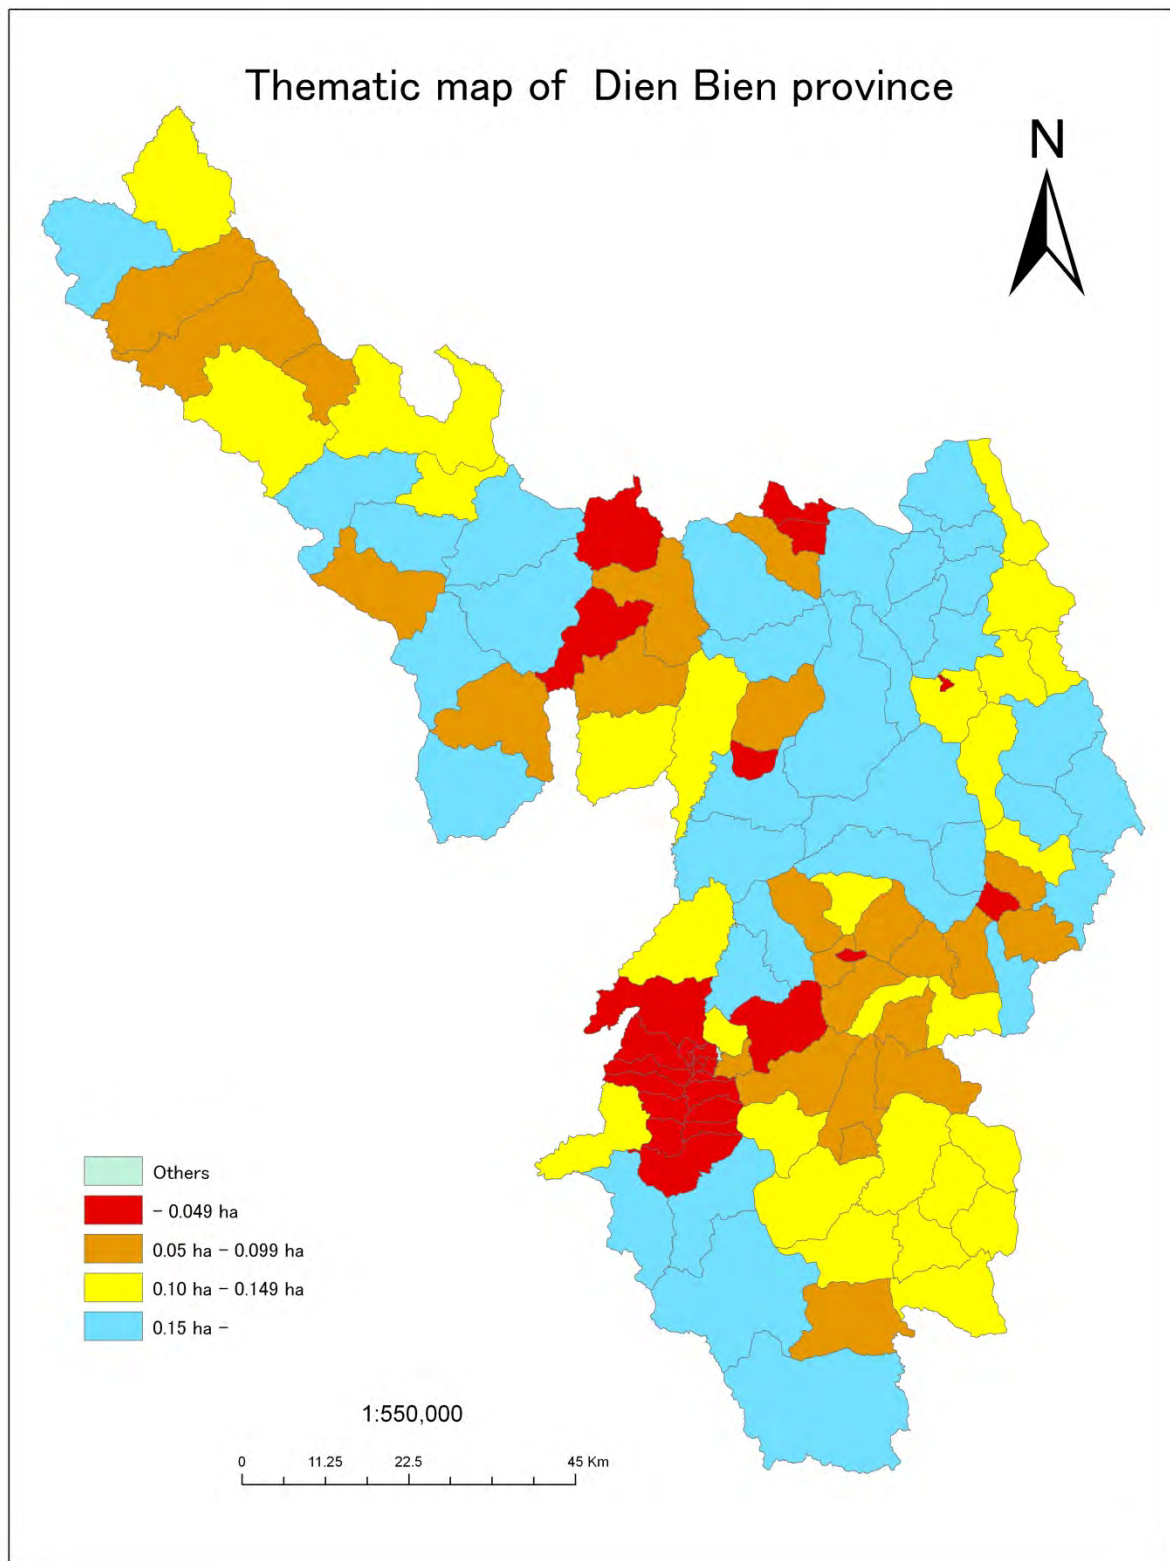 Thematic map of Dien Bien province
N
Others
- 0.049 ha
0.05 ha - 0.099 ha
0.10 ha - 0.149 ha
0.15 ha -
1:550,000
0 11.25 22.5 45 Km